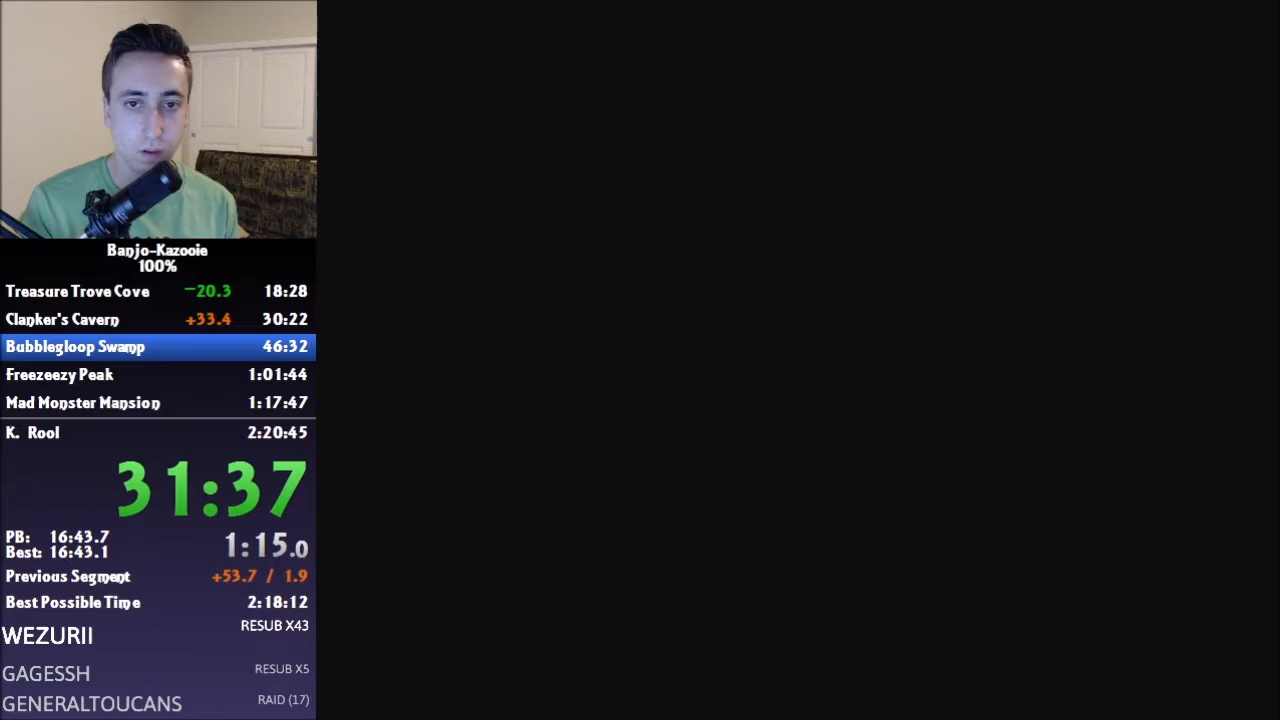 Banjo-Kazooie
100%
Treasure Trove Cove -20.3 18:28
Clanker's Cavern +33.4 30:22
Bubblegloop Swamp 46:32
Freezeezy Peak 1:01:44
Mad Monster Mansion 1:17:47
K. Rool 2:20:45
31:37
PB: 16:43.7
Best: 16:43.1
1:15.0
Previous Segment +53.7 / 1.9
Best Possible Time 2:18:12
WEZURII RESUB X43
GAGESSH RESUB X5
GENERALTOUCANS RAID (17)